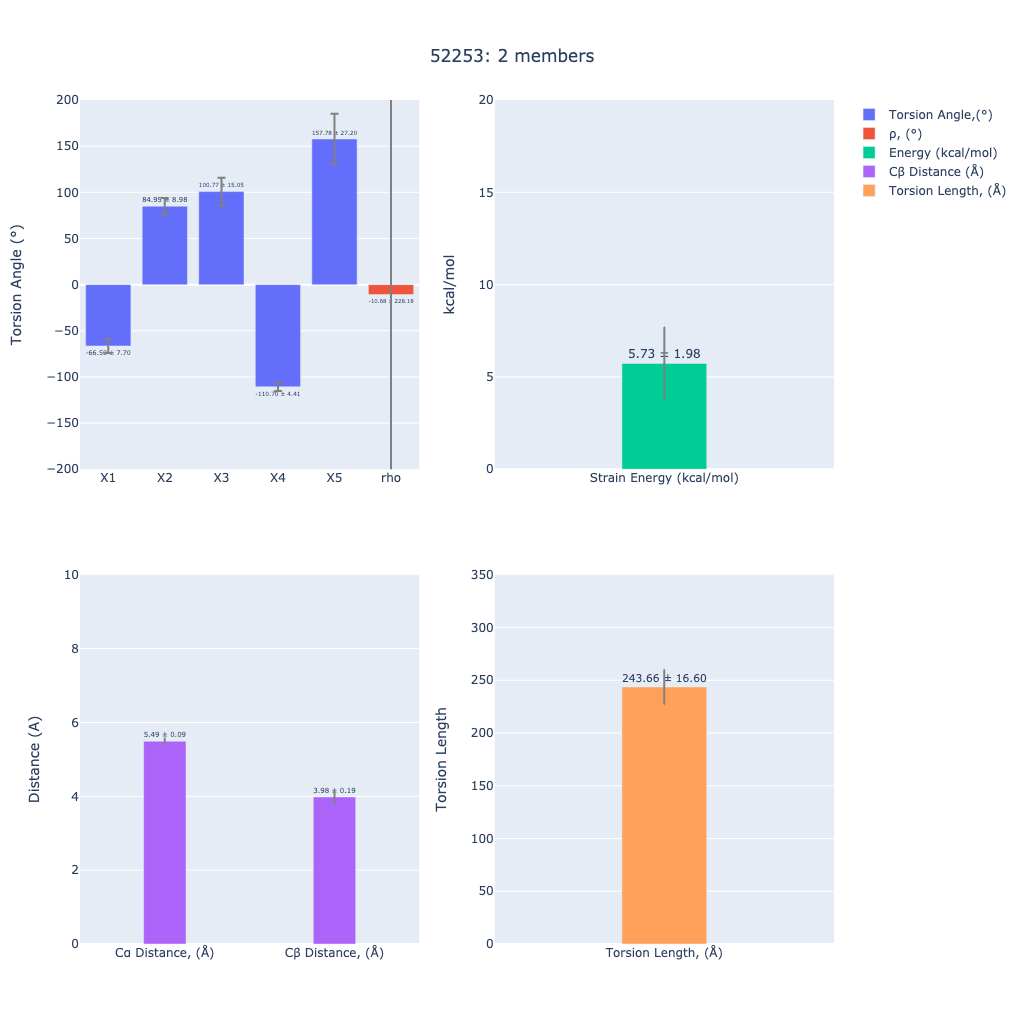 52253: 2 members
Torsion Angle,(°)
ρ, (°)
Energy (kcal/mol)
Cβ Distance (Å)
Torsion Length, (Å)
Torsion Angle (°)
200
150
100
50
0
−50
−100
−150
−200
-66.59 ± 7.70
84.95 ± 8.98
100.77 ± 15.05
-110.70 ± 4.41
157.78 ± 27.20
-10.68 ± 228.18
X1 X2 X3 X4 X5 rho
kcal/mol
20
15
10
5
0
5.73 ± 1.98
Strain Energy (kcal/mol)
Distance (A)
10
8
6
4
2
0
5.49 ± 0.09
3.98 ± 0.19
Cα Distance, (Å) Cβ Distance, (Å)
Torsion Length
350
300
250
200
150
100
50
0
243.66 ± 16.60
Torsion Length, (Å)